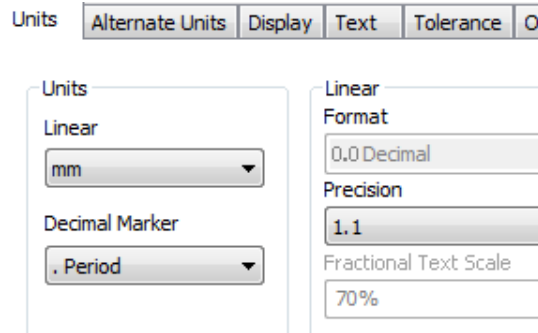 Units Alternate Units Display Text Tolerance
Units
Linear
mm
Decimal Marker
. Period
Linear
Format
0.0 Decimal
Precision
1.1
Fractional Text Scale
70%